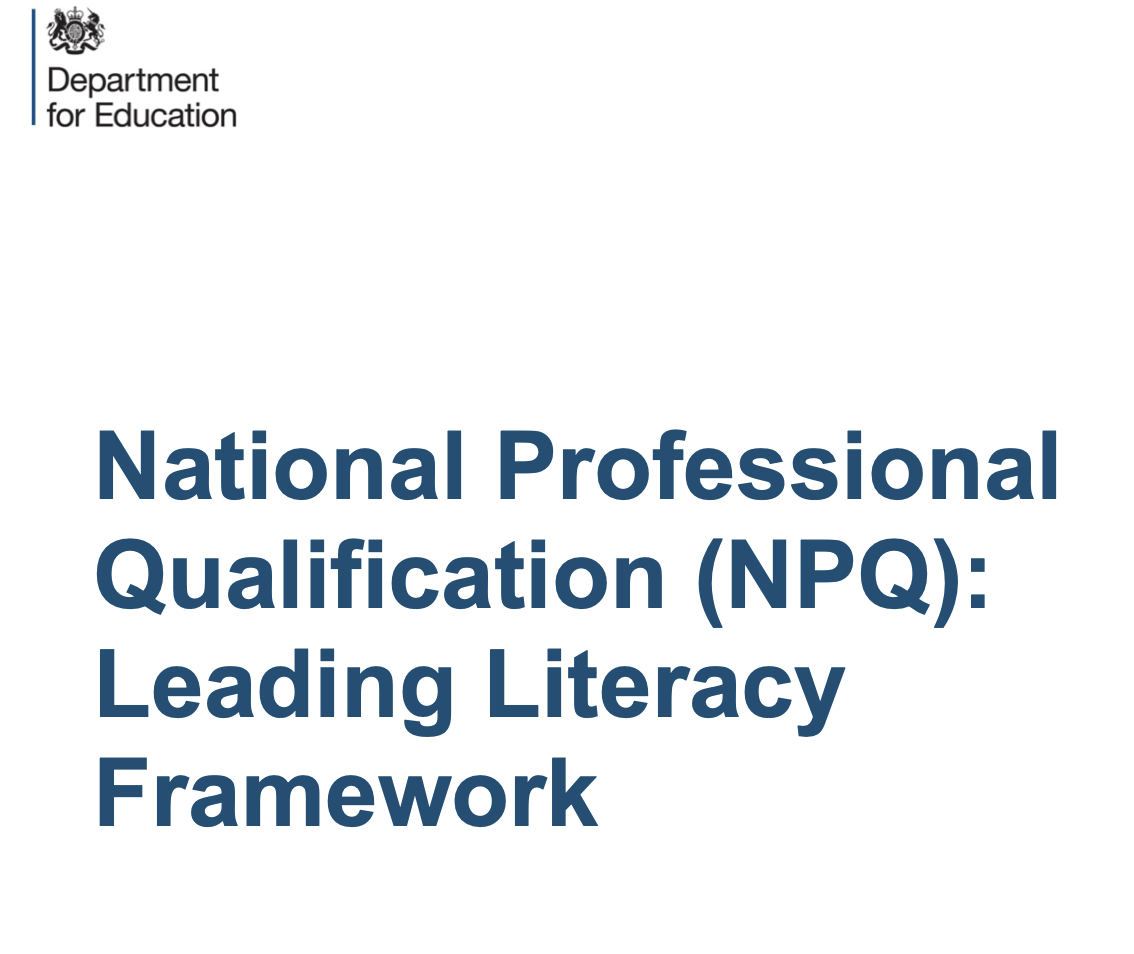 Department
for Education
National Professional
Qualification (NPQ):
Leading Literacy
Framework